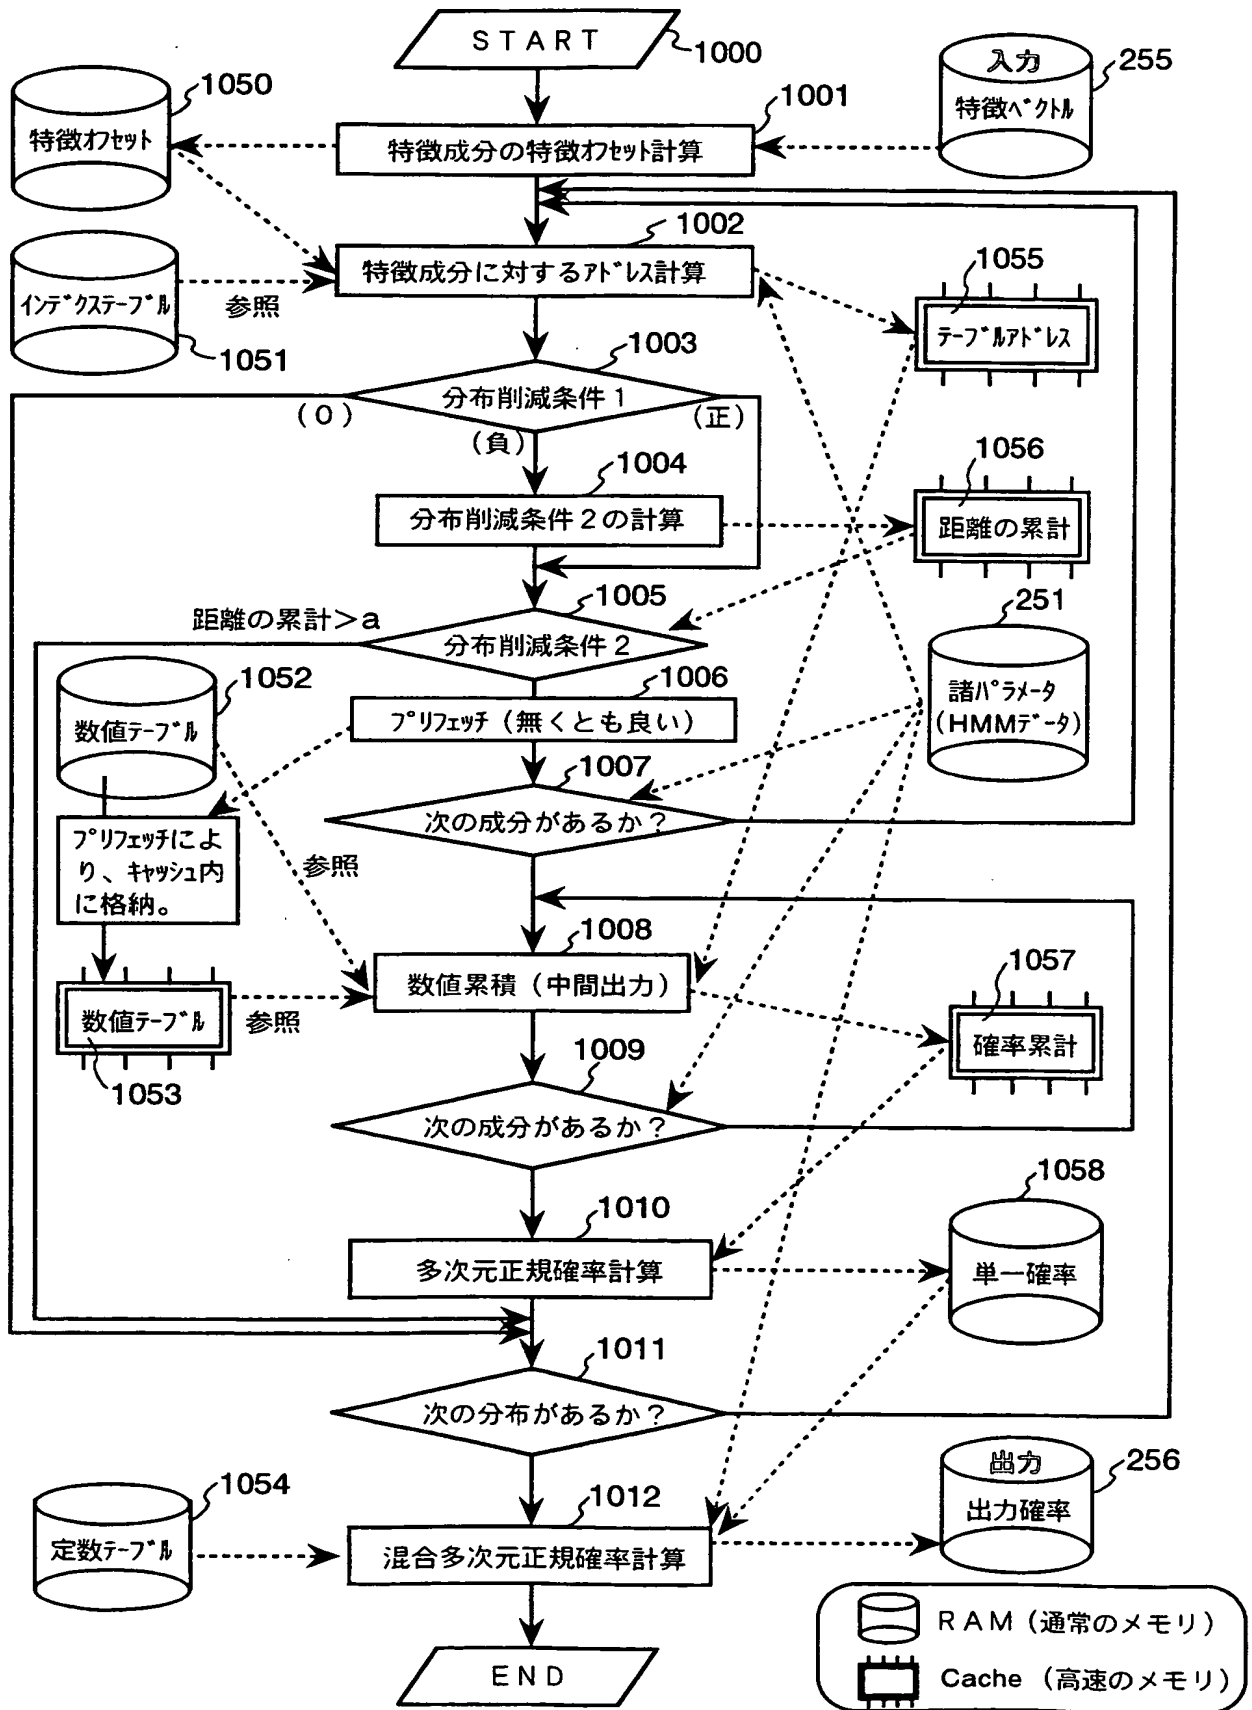 START
1000
入力
特徴ベクトル
255
1050
特徴オフセット
1001
特徴成分の特徴オフセット計算
1002
特徴成分に対するアドレス計算
インデクステーブル
1051
参照
1055
テーブルアドレス
1003
分布削減条件1
(0)
(負)
(正)
1004
分布削減条件2の計算
1056
距離の累計
1005
距離の累計>a
分布削減条件2
251
諸パラメータ
(HMMデータ)
1052
数値テーブル
1006
プリフェッチ(無くとも良い)
1007
次の成分があるか?
プリフェッチによ
り、キャッシュ内
に格納。
参照
1008
数値累積(中間出力)
数値テーブル
1053
参照
1057
確率累計
1009
次の成分があるか?
1010
多次元正規確率計算
1058
単一確率
1011
次の分布があるか?
1054
定数テーブル
1012
混合多次元正規確率計算
出力
出力確率
256
END
RAM(通常のメモリ)
Cache(高速のメモリ)